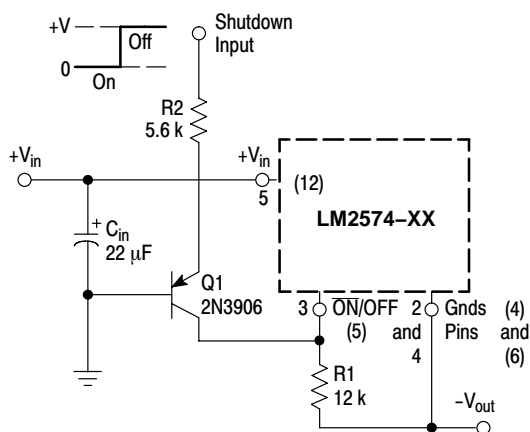 +V
Off
0
On
Shutdown
Input
R2
5.6 k
+Vin
+Vin
5
(12)
LM2574–XX
+
Cin
22 µF
Q1
2N3906
3
ON/OFF
(5)
2
and
4
Gnds
Pins
(4)
and
(6)
R1
12 k
–Vout